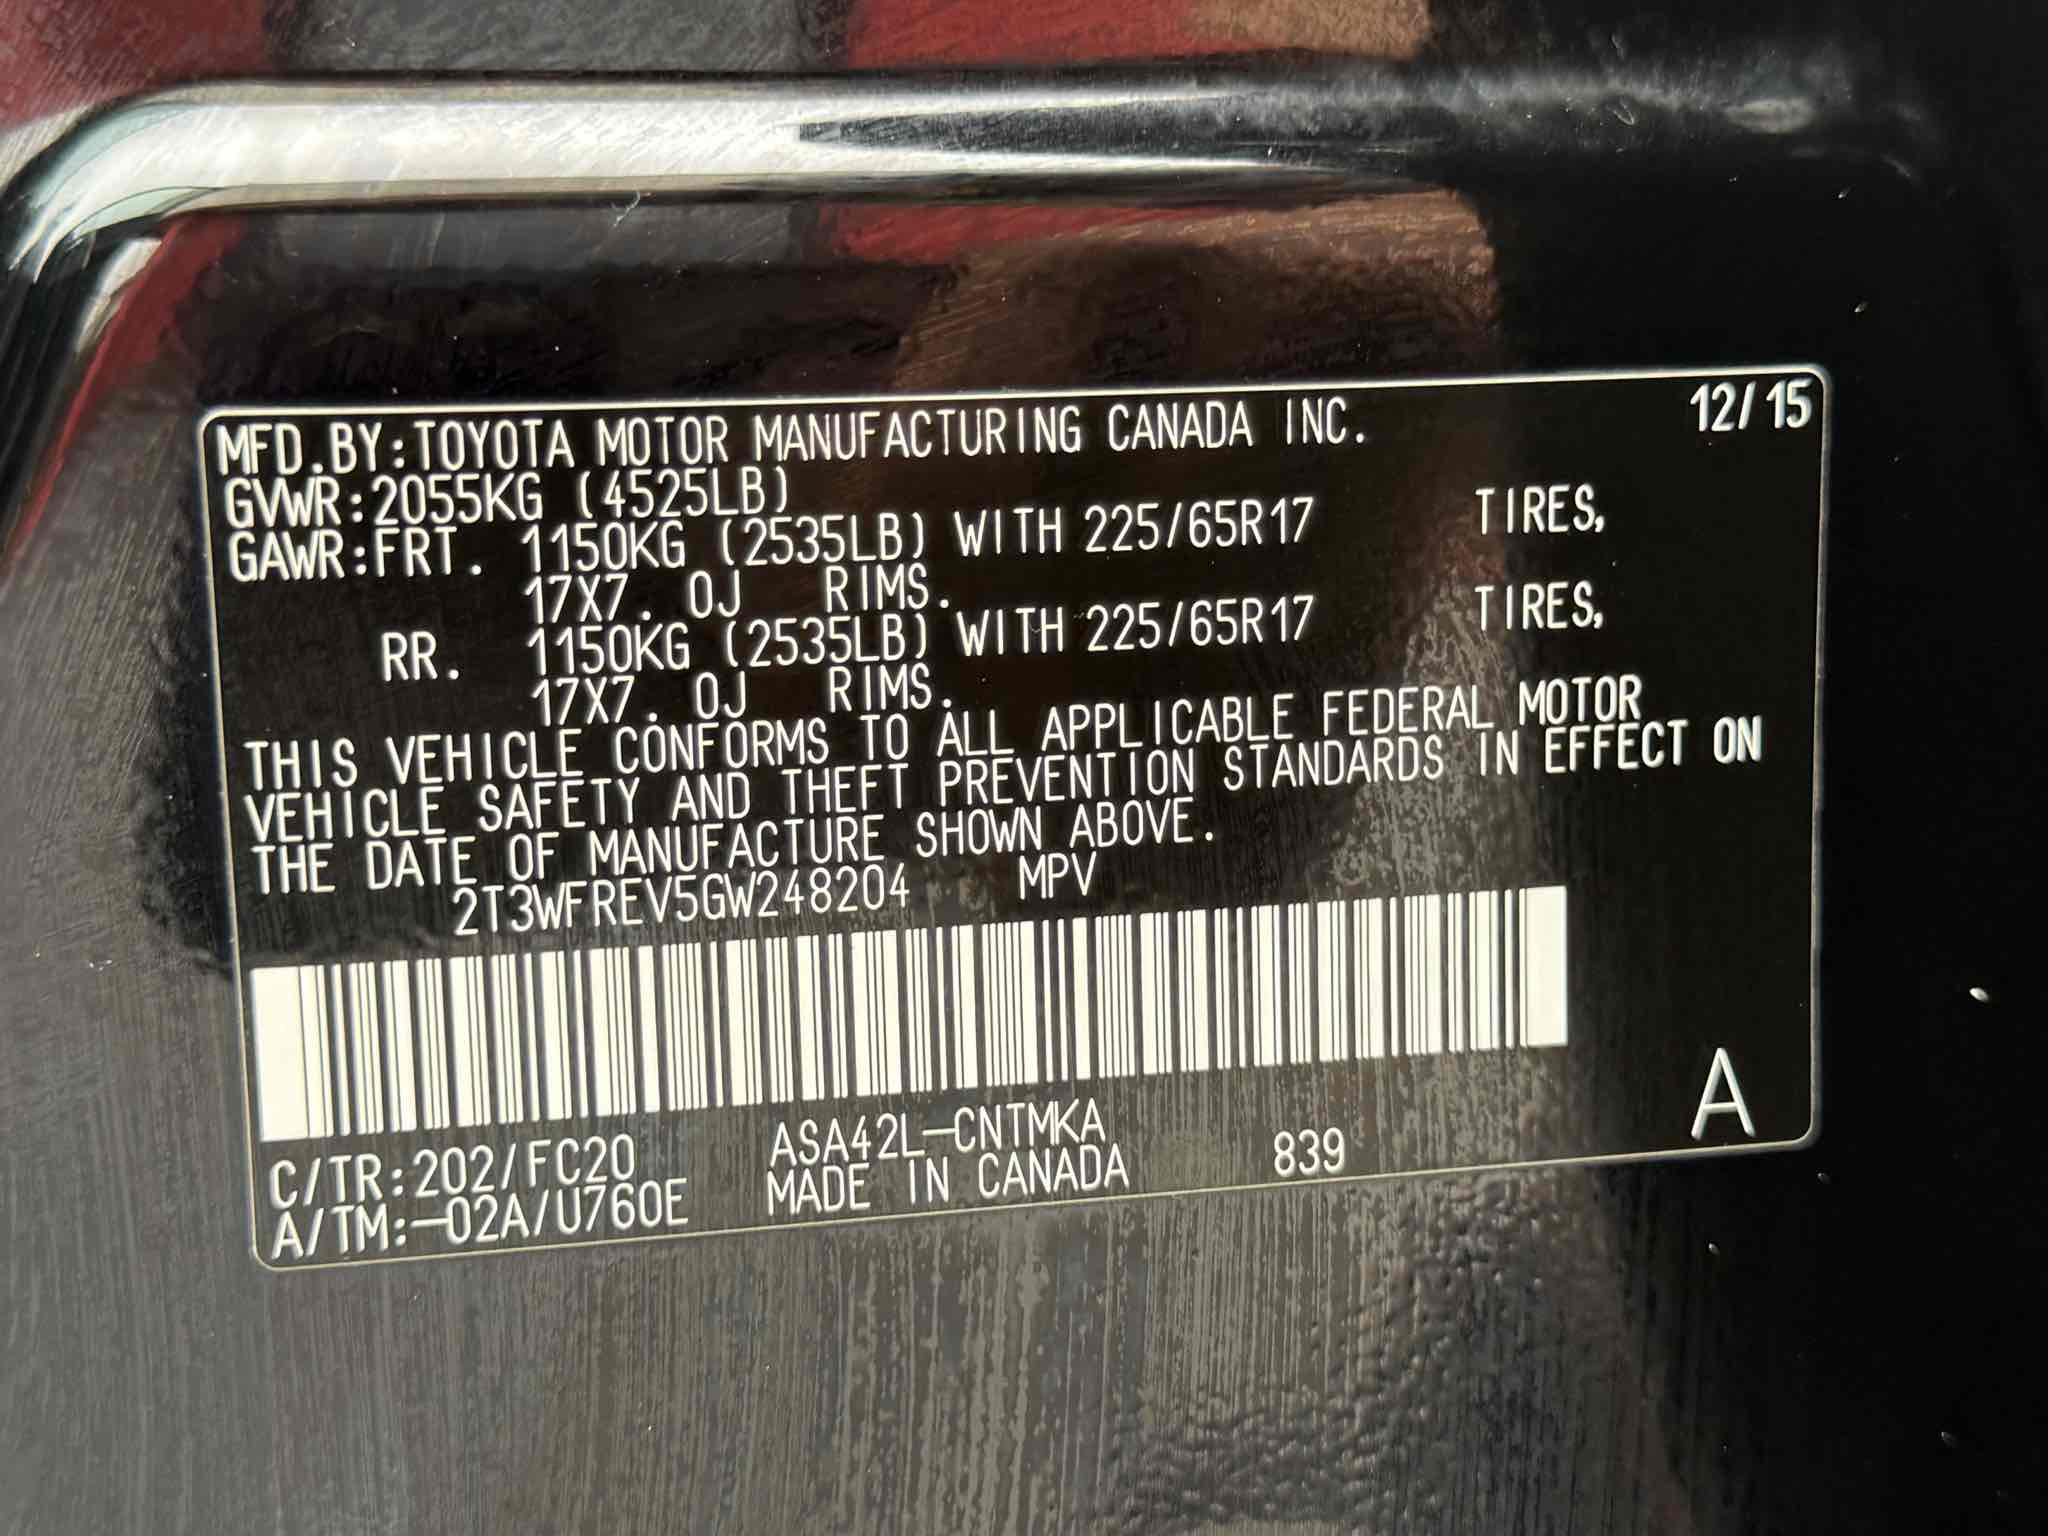 MFD.BY:TOYOTA MOTOR MANUFACTURING CANADA INC. 12/15
GVWR:2055KG (4525LB)
GAWR:FRT. 1150KG (2535LB) WITH 225/65R17 TIRES,
17X7. 0J RIMS.
RR. 1150KG (2535LB) WITH 225/65R17 TIRES,
17X7. 0J RIMS.
THIS VEHICLE CONFORMS TO ALL APPLICABLE FEDERAL MOTOR
VEHICLE SAFETY AND THEFT PREVENTION STANDARDS IN EFFECT ON
THE DATE OF MANUFACTURE SHOWN ABOVE.
2T3WFREV5GW248204 MPV
C/TR:202/FC20 ASA42L-CNTMKA 839 A
A/TM:-02A/U760E MADE IN CANADA